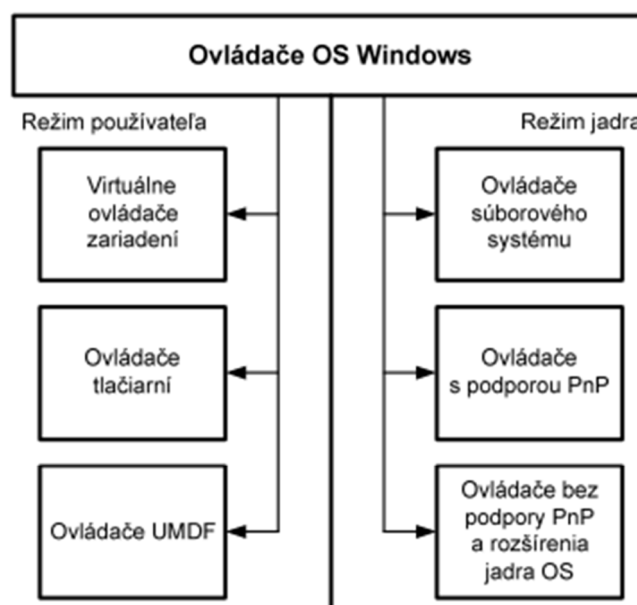 Ovládače OS Windows
Režim používateľa
Režim jadra
Virtuálne
ovládače
zariadení
Ovládače
súborového
systému
Ovládače
tlačiarní
Ovládače
s podporou PnP
Ovládače UMDF
Ovládače bez
podpory PnP
a rozšírenia
jadra OS